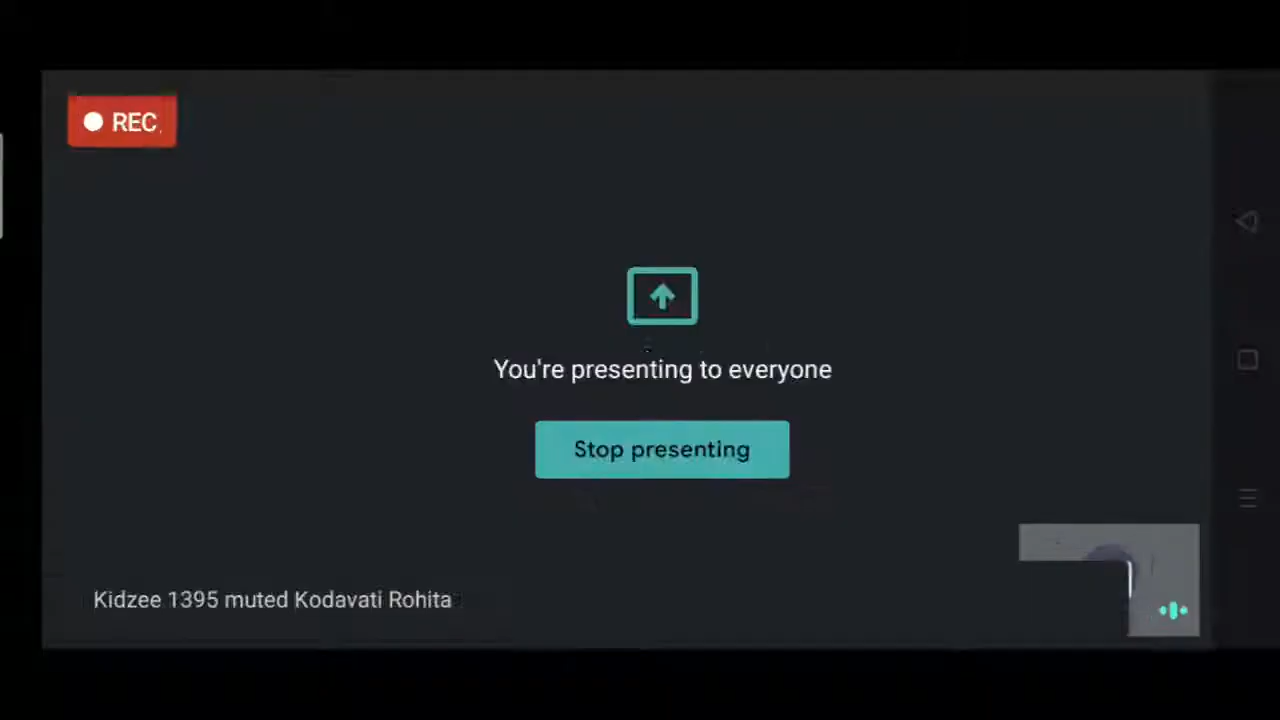 REC
You're presenting to everyone
Stop presenting
Kidzee 1395 muted Kodavati Rohita